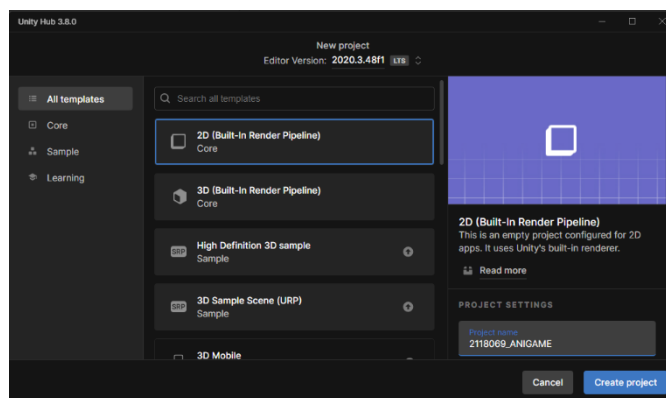 Unity Hub 3.8.0
New project
Editor Version: 2020.3.48f1 LTS
All templates
Core
Sample
Learning
Search all templates
2D (Built-In Render Pipeline)
Core
3D (Built-In Render Pipeline)
Core
SRP
High Definition 3D sample
Sample
SRP
3D Sample Scene (URP)
Sample
3D Mobile
2D (Built-In Render Pipeline)
This is an empty project configured for 2D
apps. It uses Unity's built-in renderer.
Read more
PROJECT SETTINGS
Project name
2118069_ANIGAME
Cancel
Create project